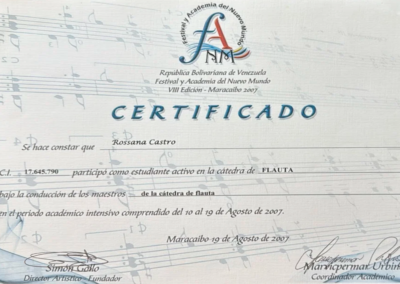 Festival y Academia del Nuevo Mundo
fANM
República Bolivariana de Venezuela
Festival y Academia del Nuevo Mundo
VIII Edición - Maracaibo 2007
CERTIFICADO
Se hace constar que Rossana Castro
C.I. 17.645.790 participó como estudiante activo en la cátedra de FLAUTA
bajo la conducción de los maestros de la cátedra de flauta
en el período académico intensivo comprendido del 10 al 19 de Agosto de 2007.
Maracaibo 19 de Agosto de 2007
Simón Gollo
Director Artístico - Fundador
Maruicpermar Urbina
Coordinador Académico